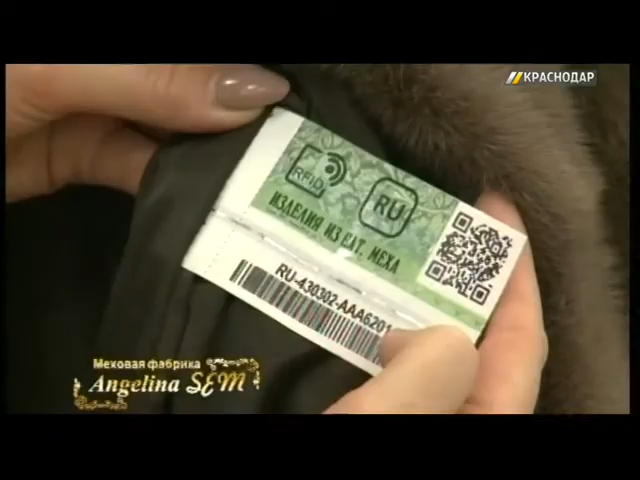 КРАСНОДАР
RFID
RU
ИЗДЕЛИЯ ИЗ НАТ. МЕХА
RU-430302-AAA6201
Меховая фабрика
Angelina SEM